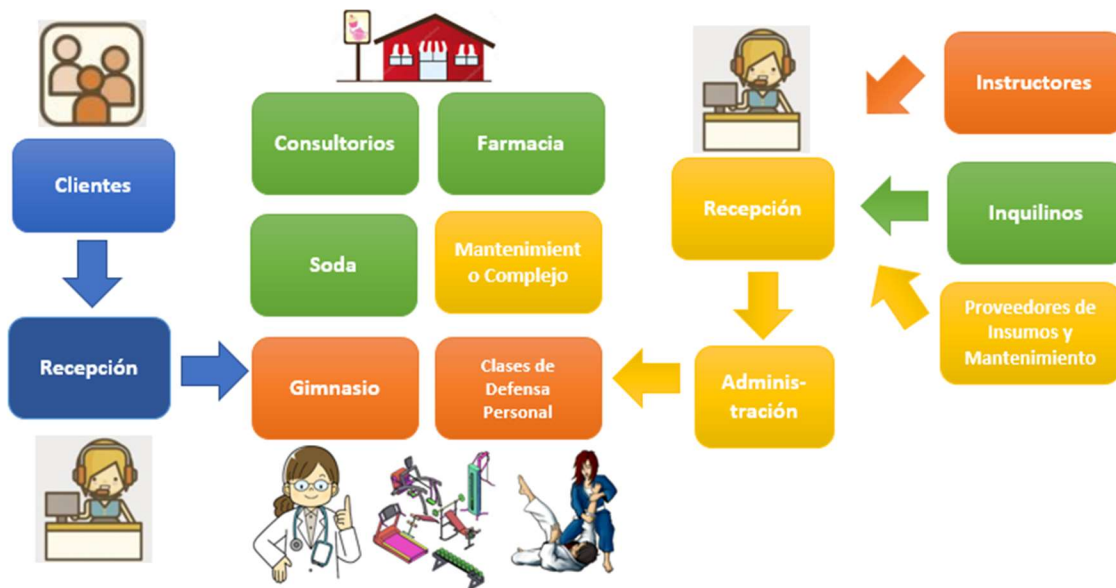 Clientes
Recepción
Consultorios
Farmacia
Soda
Mantenimient
o Complejo
Gimnasio
Clases de
Defensa
Personal
Recepción
Adminis-
tración
Instructores
Inquilinos
Proveedores de
Insumos y
Mantenimiento